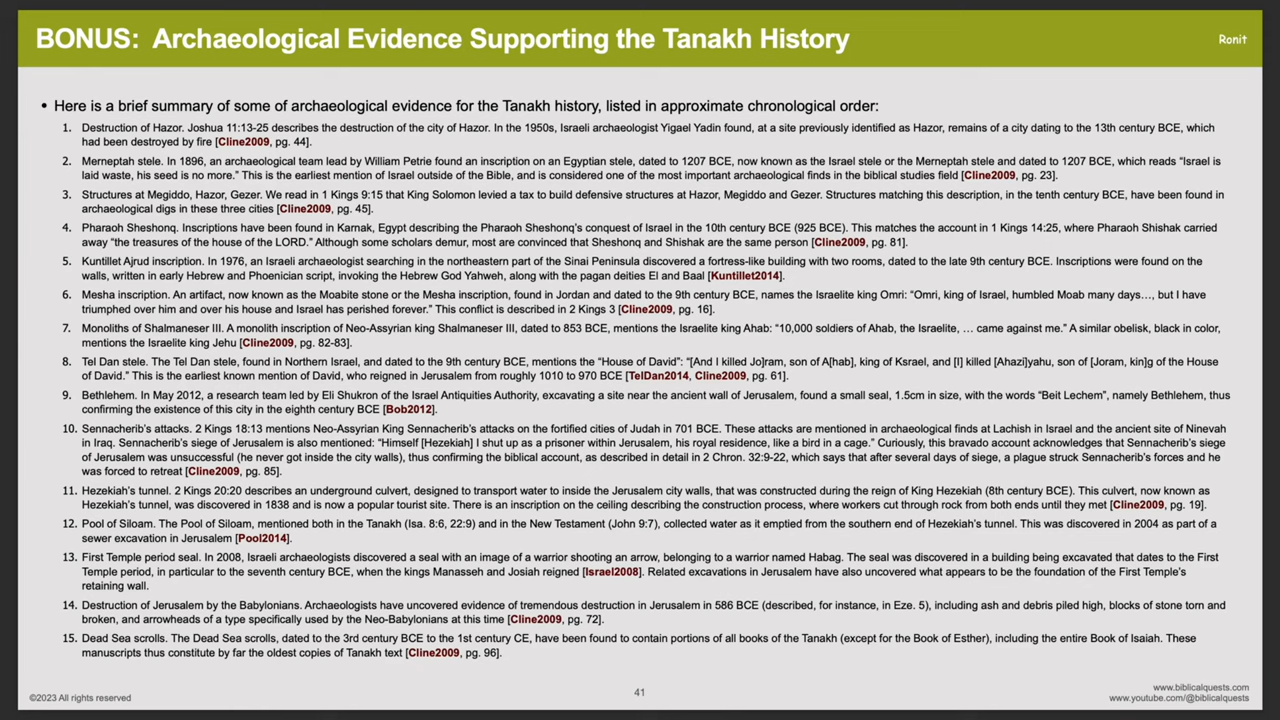 BONUS: Archaeological Evidence Supporting the Tanakh History
Ronit
• Here is a brief summary of some of archaeological evidence for the Tanakh history, listed in approximate chronological order:
1. Destruction of Hazor. Joshua 11:13-25 describes the destruction of the city of Hazor. In the 1950s, Israeli archaeologist Yigael Yadin found, at a site previously identified as Hazor, remains of a city dating to the 13th century BCE, which
had been destroyed by fire [Cline2009, pg. 44].
2. Merneptah stele. In 1896, an archaeological team lead by William Petrie found an inscription on an Egyptian stele, dated to 1207 BCE, now known as the Israel stele or the Merneptah stele and dated to 1207 BCE, which reads “Israel is
laid waste, his seed is no more.” This is the earliest mention of Israel outside of the Bible, and is considered one of the most important archaeological finds in the biblical studies field [Cline2009, pg. 23].
3. Structures at Megiddo, Hazor, Gezer. We read in 1 Kings 9:15 that King Solomon levied a tax to build defensive structures at Hazor, Megiddo and Gezer. Structures matching this description, in the tenth century BCE, have been found in
archaeological digs in these three cities [Cline2009, pg. 45].
4. Pharaoh Sheshonq. Inscriptions have been found in Karnak, Egypt describing the Pharaoh Sheshonq’s conquest of Israel in the 10th century BCE (925 BCE). This matches the account in 1 Kings 14:25, where Pharaoh Shishak carried
away “the treasures of the house of the LORD.” Although some scholars demur, most are convinced that Sheshonq and Shishak are the same person [Cline2009, pg. 81].
5. Kuntillet Ajrud inscription. In 1976, an Israeli archaeologist searching in the northeastern part of the Sinai Peninsula discovered a fortress-like building with two rooms, dated to the late 9th century BCE. Inscriptions were found on the
walls, written in early Hebrew and Phoenician script, invoking the Hebrew God Yahweh, along with the pagan deities El and Baal [Kuntillet2014].
6. Mesha inscription. An artifact, now known as the Moabite stone or the Mesha inscription, found in Jordan and dated to the 9th century BCE, names the Israelite king Omri: “Omri, king of Israel, humbled Moab many days…, but I have
triumphed over him and over his house and Israel has perished forever.” This conflict is described in 2 Kings 3 [Cline2009, pg. 16].
7. Monoliths of Shalmaneser III. A monolith inscription of Neo-Assyrian king Shalmaneser III, dated to 853 BCE, mentions the Israelite king Ahab: “10,000 soldiers of Ahab, the Israelite, … came against me.” A similar obelisk, black in color,
mentions the Israelite king Jehu [Cline2009, pg. 82-83].
8. Tel Dan stele. The Tel Dan stele, found in Northern Israel, and dated to the 9th century BCE, mentions the “House of David”: “[And I killed Jo]ram, son of A[hab], king of Ksrael, and [I] killed [Ahazi]yahu, son of [Joram, kin]g of the House
of David.” This is the earliest known mention of David, who reigned in Jerusalem from roughly 1010 to 970 BCE [TelDan2014, Cline2009, pg. 61].
9. Bethlehem. In May 2012, a research team led by Eli Shukron of the Israel Antiquities Authority, excavating a site near the ancient wall of Jerusalem, found a small seal, 1.5cm in size, with the words “Beit Lechem”, namely Bethlehem, thus
confirming the existence of this city in the eighth century BCE [Bob2012].
10. Sennacherib’s attacks. 2 Kings 18:13 mentions Neo-Assyrian King Sennacherib’s attacks on the fortified cities of Judah in 701 BCE. These attacks are mentioned in archaeological finds at Lachish in Israel and the ancient site of Ninevah
in Iraq. Sennacherib’s siege of Jerusalem is also mentioned: “Himself [Hezekiah] I shut up as a prisoner within Jerusalem, his royal residence, like a bird in a cage.” Curiously, this bravado account acknowledges that Sennacherib’s siege
of Jerusalem was unsuccessful (he never got inside the city walls), thus confirming the biblical account, as described in detail in 2 Chron. 32:9-22, which says that after several days of siege, a plague struck Sennacherib’s forces and he
was forced to retreat [Cline2009, pg. 85].
11. Hezekiah’s tunnel. 2 Kings 20:20 describes an underground culvert, designed to transport water to inside the Jerusalem city walls, that was constructed during the reign of King Hezekiah (8th century BCE). This culvert, now known as
Hezekiah’s tunnel, was discovered in 1838 and is now a popular tourist site. There is an inscription on the ceiling describing the construction process, where workers cut through rock from both ends until they met [Cline2009, pg. 19].
12. Pool of Siloam. The Pool of Siloam, mentioned both in the Tanakh (Isa. 8:6, 22:9) and in the New Testament (John 9:7), collected water as it emptied from the southern end of Hezekiah’s tunnel. This was discovered in 2004 as part of a
sewer excavation in Jerusalem [Pool2014].
13. First Temple period seal. In 2008, Israeli archaeologists discovered a seal with an image of a warrior shooting an arrow, belonging to a warrior named Habag. The seal was discovered in a building being excavated that dates to the First
Temple period, in particular to the seventh century BCE, when the kings Manasseh and Josiah reigned [Israel2008]. Related excavations in Jerusalem have also uncovered what appears to be the foundation of the First Temple’s
retaining wall.
14. Destruction of Jerusalem by the Babylonians. Archaeologists have uncovered evidence of tremendous destruction in Jerusalem in 586 BCE (described, for instance, in Eze. 5), including ash and debris piled high, blocks of stone torn and
broken, and arrowheads of a type specifically used by the Neo-Babylonians at this time [Cline2009, pg. 72].
15. Dead Sea scrolls. The Dead Sea scrolls, dated to the 3rd century BCE to the 1st century CE, have been found to contain portions of all books of the Tanakh (except for the Book of Esther), including the entire Book of Isaiah. These
manuscripts thus constitute by far the oldest copies of Tanakh text [Cline2009, pg. 96].
©2023 All rights reserved
41
www.biblicalquests.com
www.youtube.com/@biblicalquests